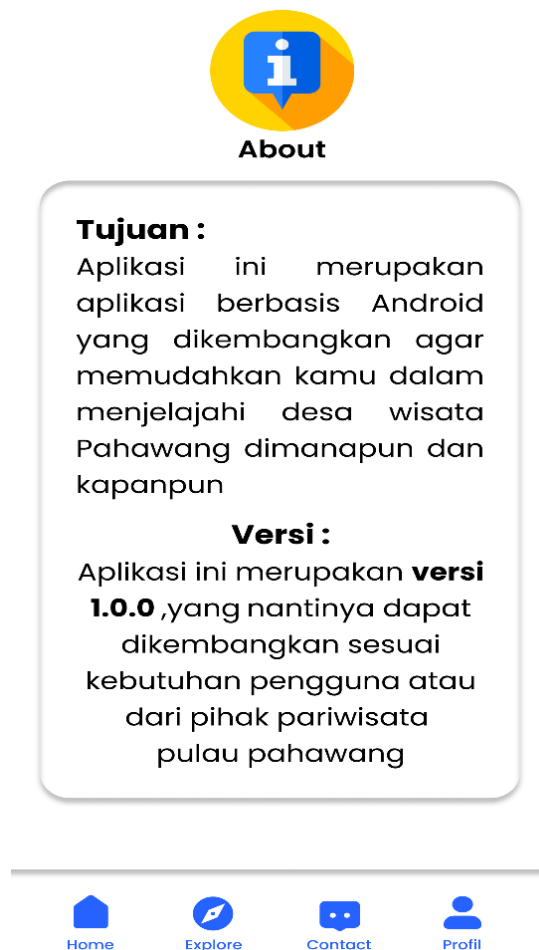 About
Tujuan :
Aplikasi ini merupakan
aplikasi berbasis Android
yang dikembangkan agar
memudahkan kamu dalam
menjelajahi desa wisata
Pahawang dimanapun dan
kapanpun
Versi :
Aplikasi ini merupakan versi
1.0.0 ,yang nantinya dapat
dikembangkan sesuai
kebutuhan pengguna atau
dari pihak pariwisata
pulau pahawang
Home Explore Contact Profil